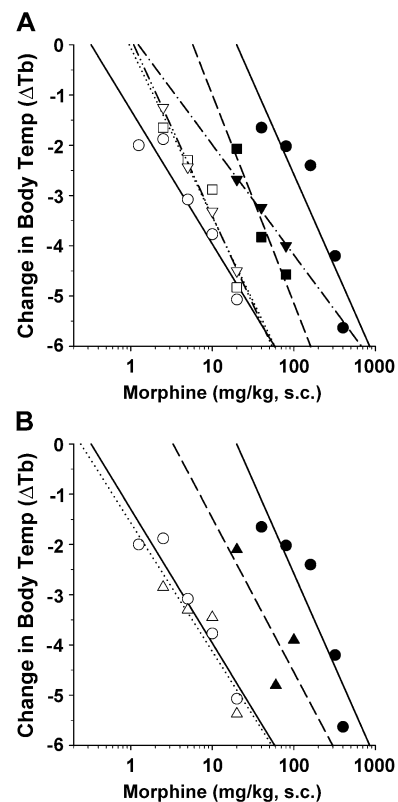 A
0
-1
-2
-3
-4
-5
-6
Change in Body Temp (ΔTb)
1 10 100 1000
Morphine (mg/kg, s.c.)
B
0
-1
-2
-3
-4
-5
-6
Change in Body Temp (ΔTb)
1 10 100 1000
Morphine (mg/kg, s.c.)